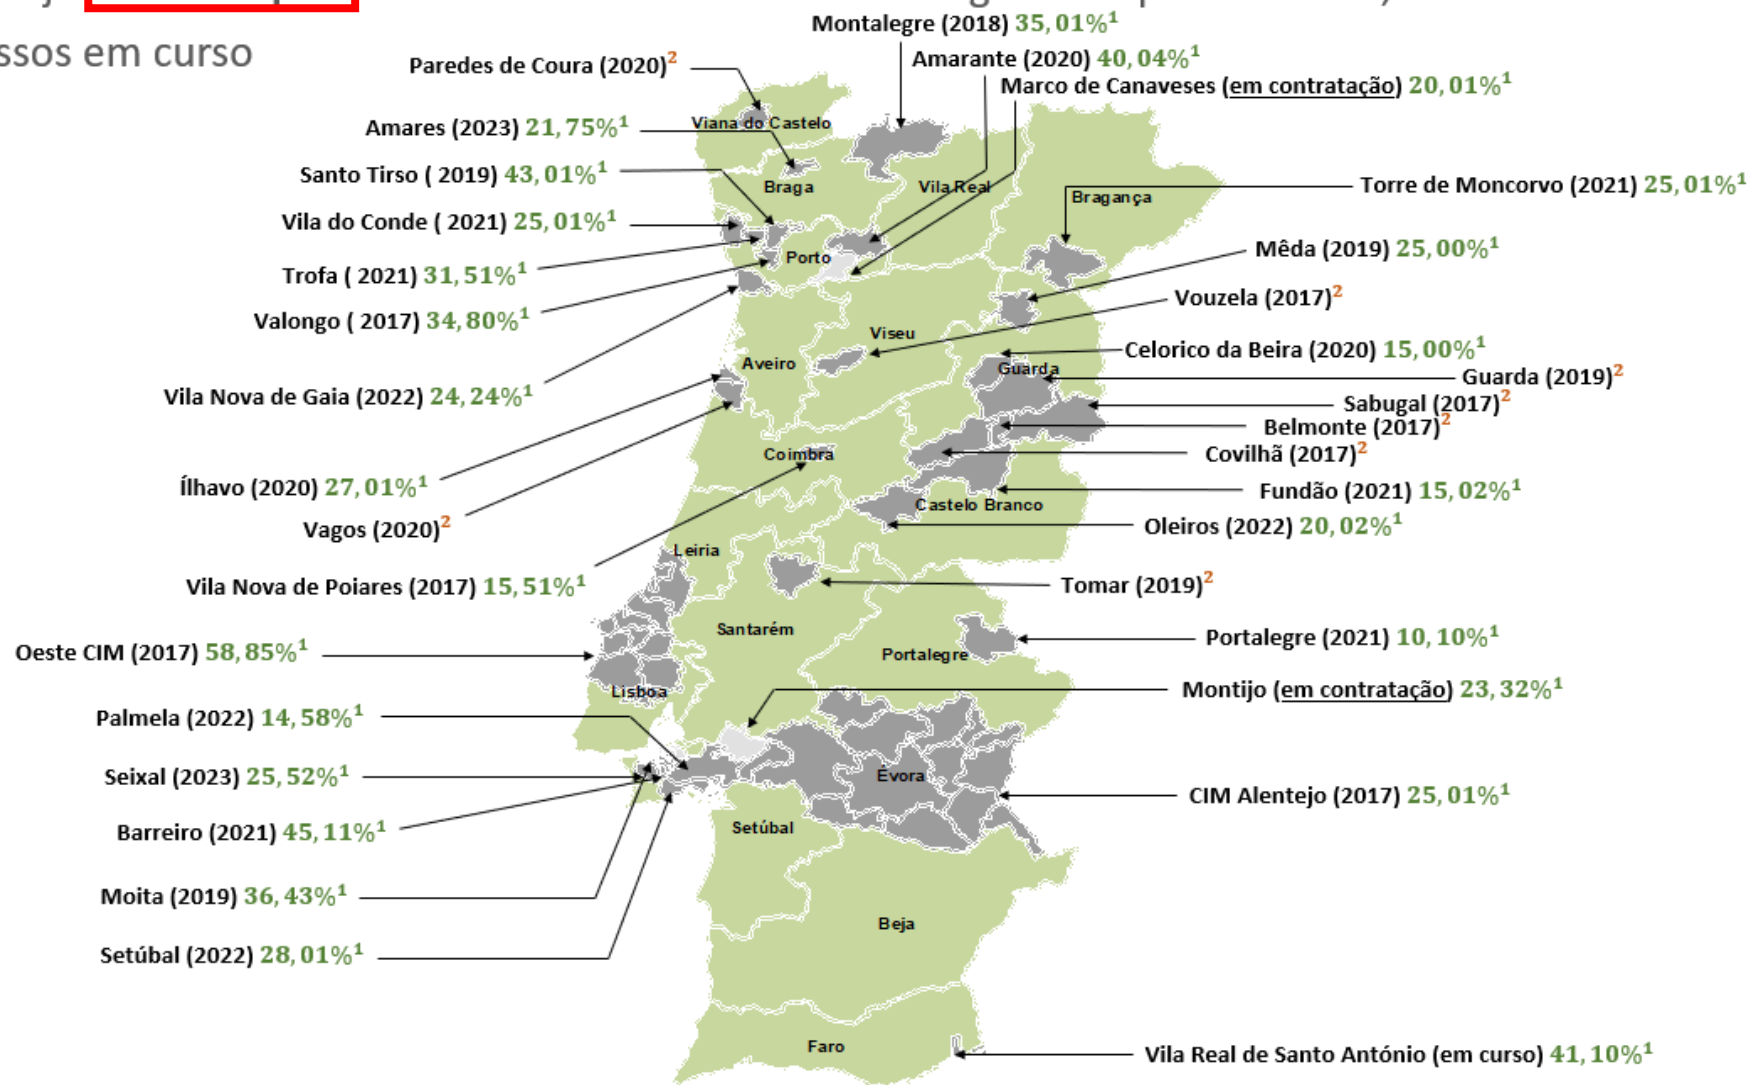 ssos em curso
Montalegre (2018) 35,01%¹
Paredes de Coura (2020)²
Amarante (2020) 40,04%¹
Marco de Canaveses (em contratação) 20,01%¹
Amares (2023) 21,75%¹
Viana do Castelo
Santo Tirso ( 2019) 43,01%¹
Braga
Vila Real
Bragança
Torre de Moncorvo (2021) 25,01%¹
Vila do Conde ( 2021) 25,01%¹
Porto
Mêda (2019) 25,00%¹
Trofa ( 2021) 31,51%¹
Vouzela (2017)²
Valongo ( 2017) 34,80%¹
Viseu
Aveiro
Celorico da Beira (2020) 15,00%¹
Guarda
Guarda (2019)²
Vila Nova de Gaia (2022) 24,24%¹
Sabugal (2017)²
Belmonte (2017)²
Coimbra
Covilhã (2017)²
Ílhavo (2020) 27,01%¹
Fundão (2021) 15,02%¹
Castelo Branco
Vagos (2020)²
Oleiros (2022) 20,02%¹
Leiria
Vila Nova de Poiares (2017) 15,51%¹
Tomar (2019)²
Santarém
Portalegre (2021) 10,10%¹
Oeste CIM (2017) 58,85%¹
Portalegre
Lisboa
Montijo (em contratação) 23,32%¹
Palmela (2022) 14,58%¹
Seixal (2023) 25,52%¹
Évora
CIM Alentejo (2017) 25,01%¹
Barreiro (2021) 45,11%¹
Setúbal
Moita (2019) 36,43%¹
Beja
Setúbal (2022) 28,01%¹
Faro
Vila Real de Santo António (em curso) 41,10%¹